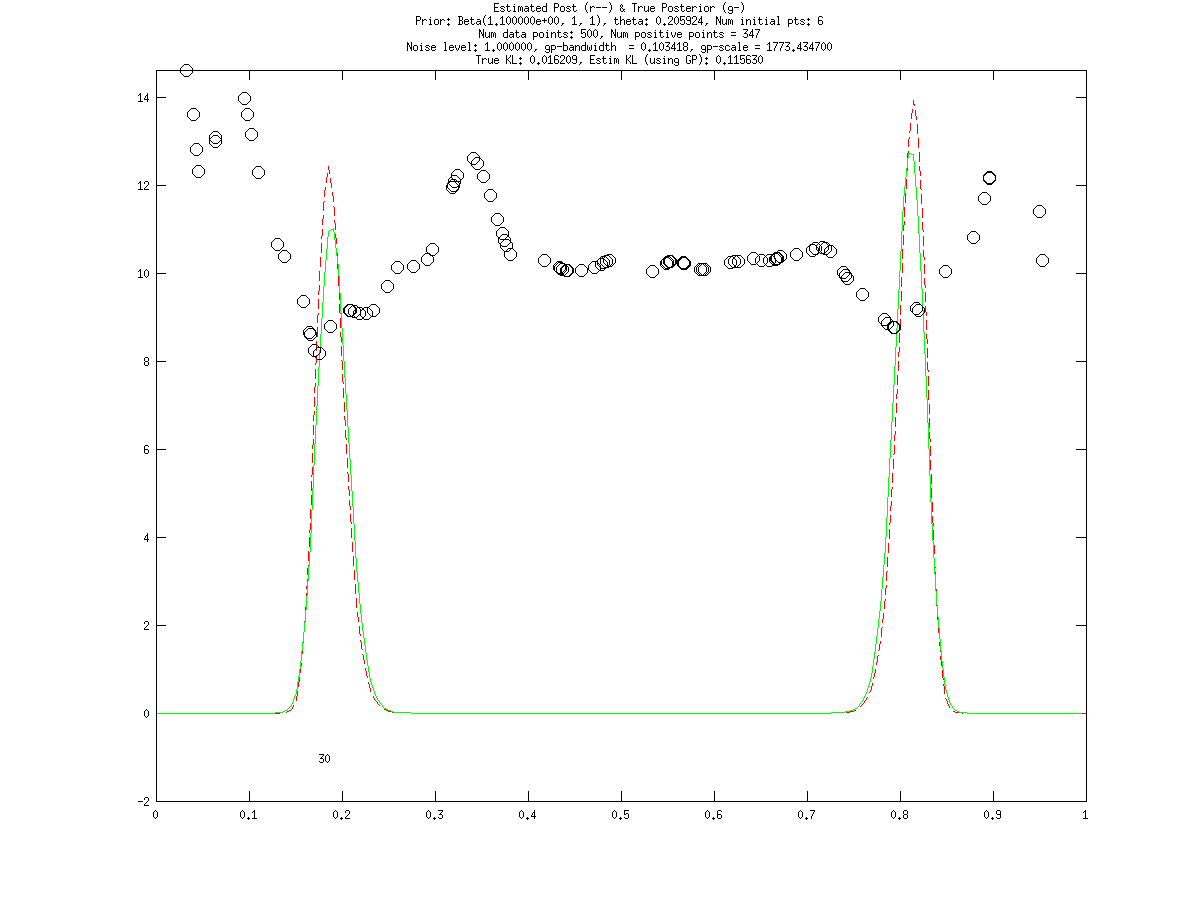 Estimated Post (r--) & True Posterior (g-)
Prior: Beta(1.100000e+00, 1, 1), theta: 0.205924, Num initial pts: 6
Num data points: 500, Num positive points = 347
Noise level: 1.000000, gp-bandwidth  = 0.103418, gp-scale = 1773.434700
True KL: 0.016209, Estim KL (using GP): 0.115630
14
12
10
8
6
4
2
0
30
-2
0 0.1 0.2 0.3 0.4 0.5 0.6 0.7 0.8 0.9 1